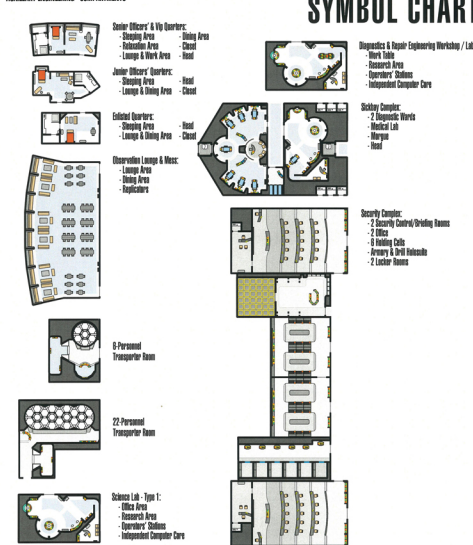 SYMBOL CHART
Senior Officers' & Vip Quarters:
- Sleeping Area - Dining Area
- Relaxation Area - Closet
- Lounge & Work Area - Head
Junior Officers' Quarters:
- Sleeping Area - Head
- Lounge & Dining Area - Closet
Enlisted Quarters:
- Sleeping Area - Head
- Lounge & Dining Area - Closet
Observation Lounge & Mess:
- Lounge Area
- Dining Area
- Replicators
6-Personnel
Transporter Room
22-Personnel
Transporter Room
Science Lab - Type 1:
- Office Area
- Research Area
- Operators' Stations
- Independent Computer Core
Diagnostics & Repair Engineering Workshop / Lab
- Work Table
- Research Area
- Operators' Stations
- Independent Computer Core
Sickbay Complex:
- 2 Diagnostic Wards
- Medical Lab
- Morgue
- Head
Security Complex:
- 2 Security Control/Briefing Rooms
- 2 Office
- 6 Holding Cells
- Armory & Drill Holosuite
- 2 Locker Rooms